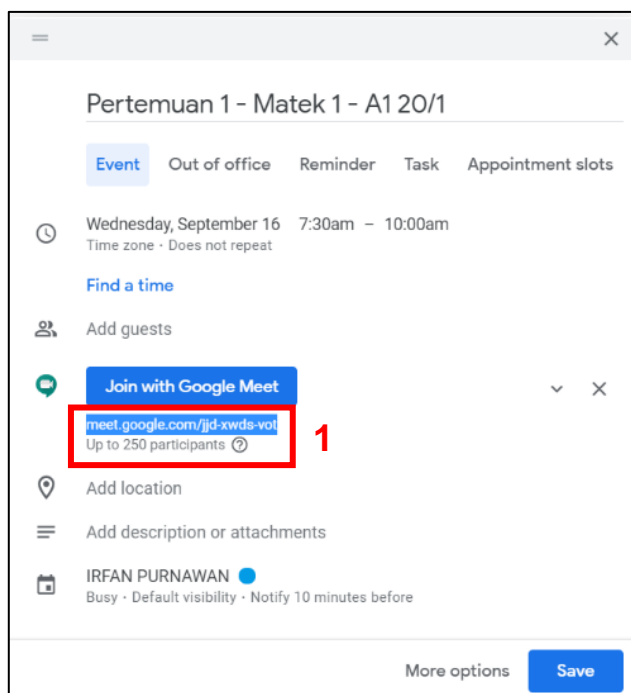 Pertemuan 1 - Matek 1 - A1 20/1
Event Out of office Reminder Task Appointment slots
Wednesday, September 16 7:30am – 10:00am
Time zone · Does not repeat
Find a time
Add guests
Join with Google Meet
meet.google.com/jjd-xwds-vot
Up to 250 participants
1
Add location
Add description or attachments
IRFAN PURNAWAN
Busy · Default visibility · Notify 10 minutes before
More options Save